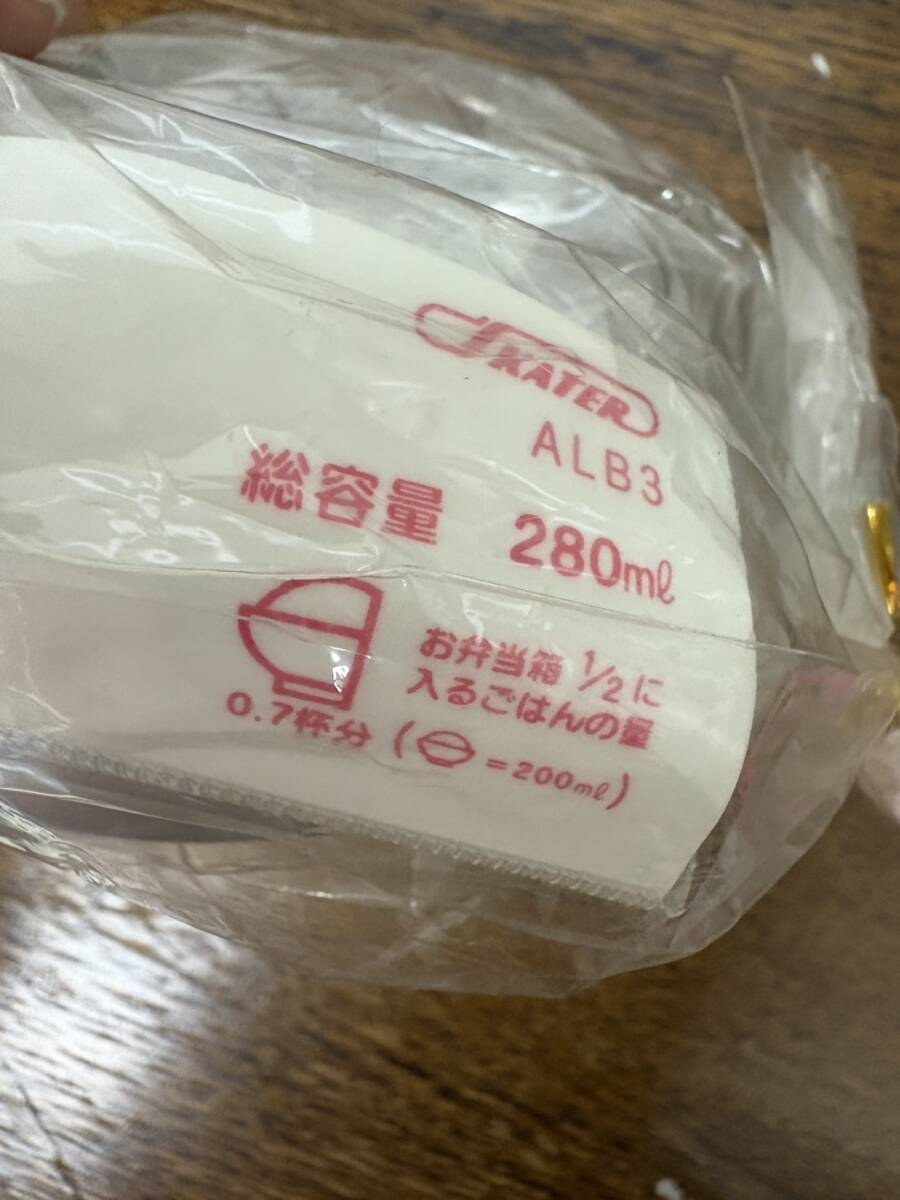 SKATER
ALB3
総容量 280ml
お弁当箱 1/2に
入るごはんの量
0.7杯分 ( =200ml)